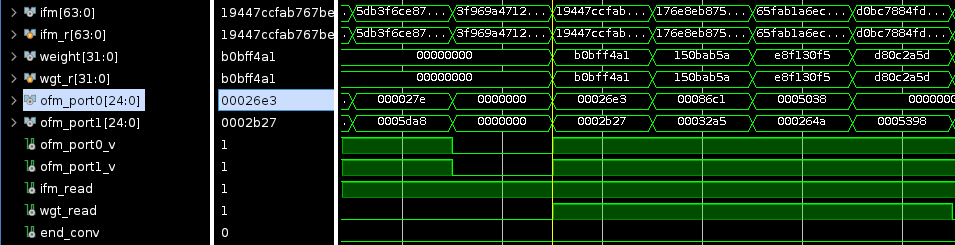 ifm[63:0] 19447ccfab767be 5db3f6ce87... 3f969a4712... 19447ccfab... 176e8eb875... 65fab1a6ec... d0bc7884fd...
ifm_r[63:0] 19447ccfab767be 5db3f6ce87... 3f969a4712... 19447ccfab... 176e8eb875... 65fab1a6ec... d0bc7884fd...
weight[31:0] b0bff4a1 00000000 b0bff4a1 150bab5a e8f130f5 d80c2a5d
wgt_r[31:0] b0bff4a1 00000000 b0bff4a1 150bab5a e8f130f5 d80c2a5d
ofm_port0[24:0] 00026e3 ... 000027e 0000000 00026e3 00086c1 0005038 0000000
ofm_port1[24:0] 0002b27 ... 0005da8 0000000 0002b27 00032a5 000264a 0005398
ofm_port0_v 1
ofm_port1_v 1
ifm_read 1
wgt_read 1
end_conv 0